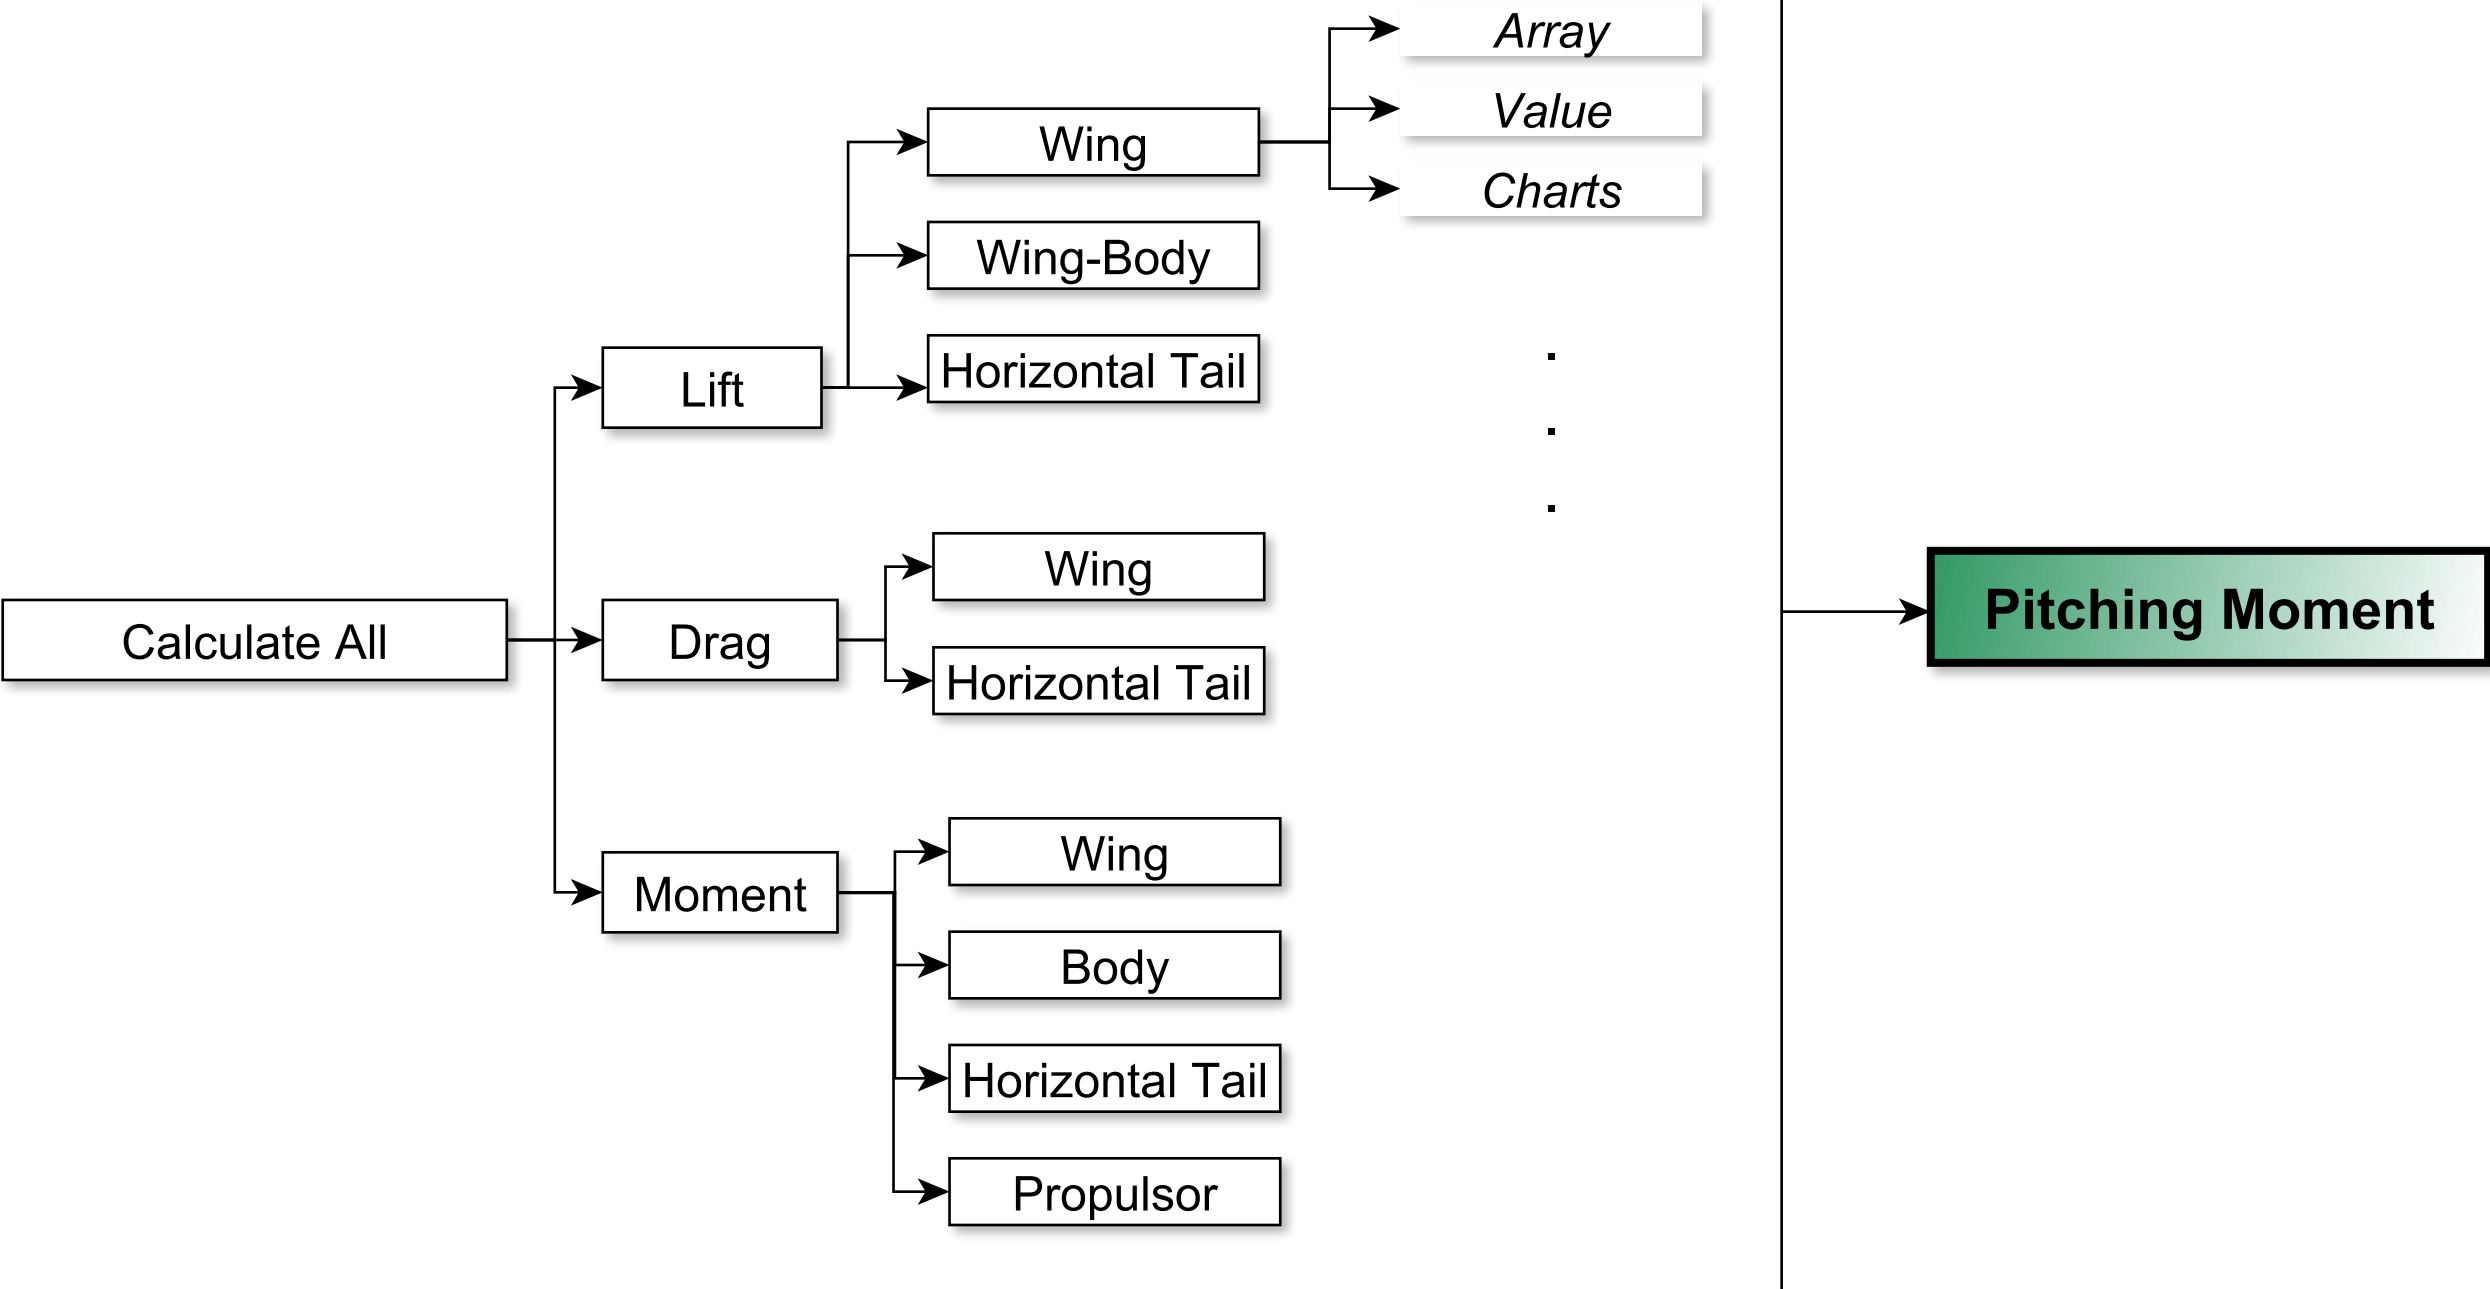 Calculate All
Lift
Wing
Array
Value
Charts
Wing-Body
Horizontal Tail
.
.
.
Drag
Wing
Horizontal Tail
Moment
Wing
Body
Horizontal Tail
Propulsor
Pitching Moment